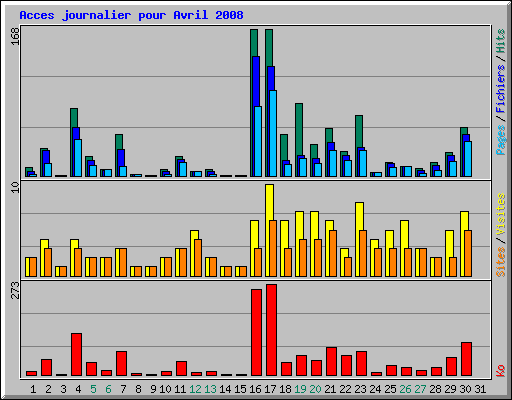 Acces journalier pour Avril 2008
168
10
273
Pages / Fichiers / Hits
Sites / Visites
Ko
1 2 3 4 5 6 7 8 9 10 11 12 13 14 15 16 17 18 19 20 21 22 23 24 25 26 27 28 29 30 31